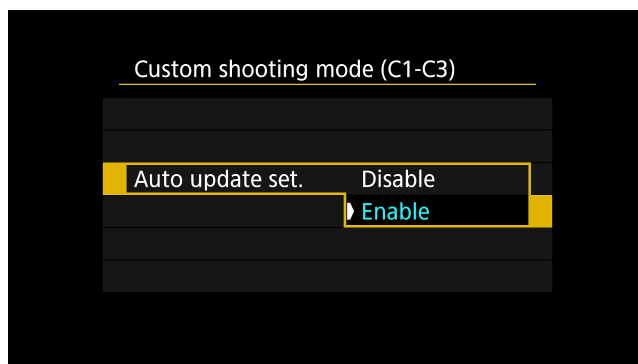 Custom shooting mode (C1-C3)
Auto update set. Disable
Enable